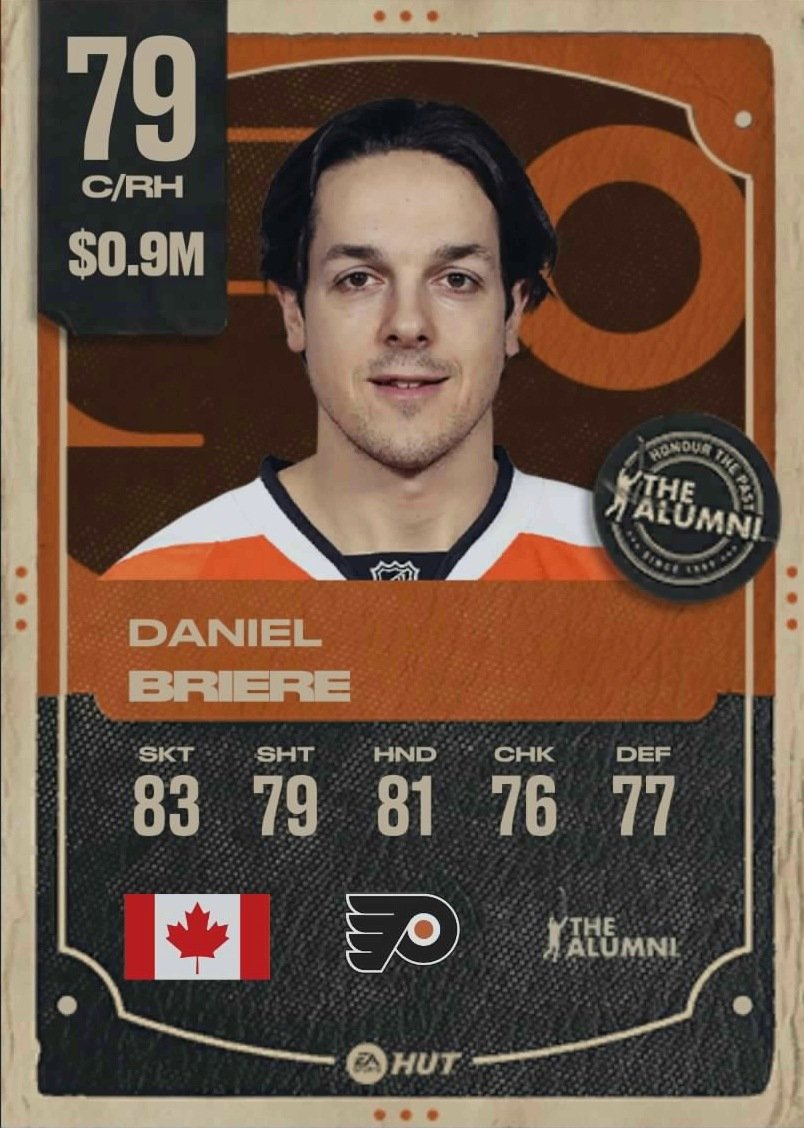 79
C/RH
$0.9M
HONOUR THE PAST
THE
ALUMNI
DANIEL
BRIERE
SKT SHT HND CHK DEF
83 79 81 76 77
THE
ALUMNI
EA
HUT